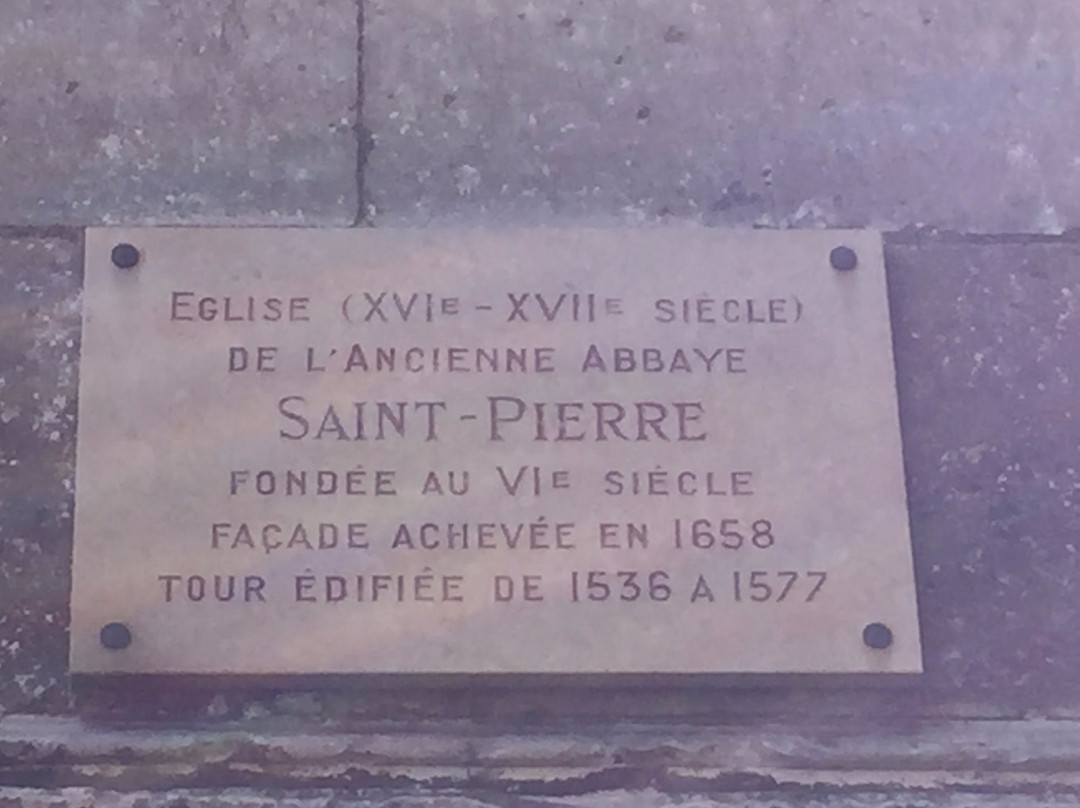 EGLISE (XVIE - XVIIE SIÈCLE)
DE L'ANCIENNE ABBAYE
SAINT-PIERRE
FONDÉE AU VIE SIÈCLE
FAÇADE ACHEVÉE EN 1658
TOUR ÉDIFIÉE DE 1536 A 1577